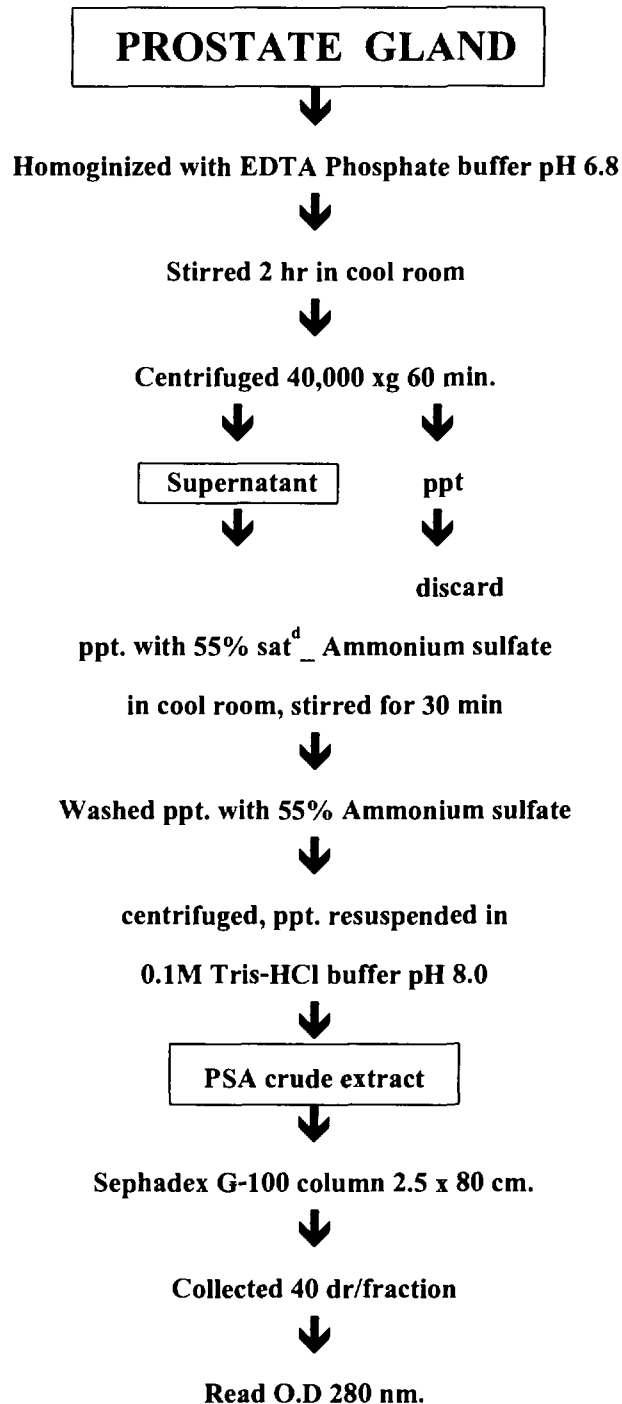 PROSTATE GLAND
Homoginized with EDTA Phosphate buffer pH 6.8
Stirred 2 hr in cool room
Centrifuged 40,000 xg 60 min.
Supernatant ppt
discard
ppt. with 55% sat^d_ Ammonium sulfate
in cool room, stirred for 30 min
Washed ppt. with 55% Ammonium sulfate
centrifuged, ppt. resuspended in
0.1M Tris-HCl buffer pH 8.0
PSA crude extract
Sephadex G-100 column 2.5 x 80 cm.
Collected 40 dr/fraction
Read O.D 280 nm.